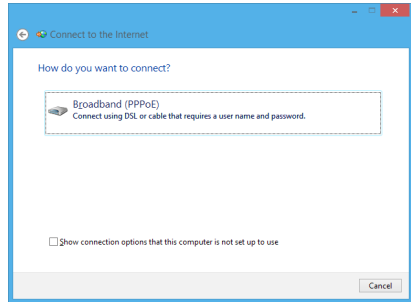 Connect to the Internet
How do you want to connect?
Broadband (PPPoE)
Connect using DSL or cable that requires a user name and password.
Show connection options that this computer is not set up to use
Cancel